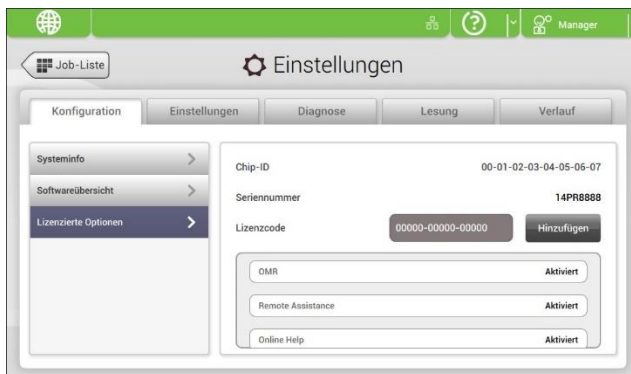 Manager
Job-Liste
Einstellungen
Konfiguration
Einstellungen
Diagnose
Lesung
Verlauf
Systeminfo
Softwareübersicht
Lizenzierte Optionen
Chip-ID 00-01-02-03-04-05-06-07
Seriennummer 14PR8888
Lizenzcode 00000-00000-00000 Hinzufügen
OMR Aktiviert
Remote Assistance Aktiviert
Online Help Aktiviert